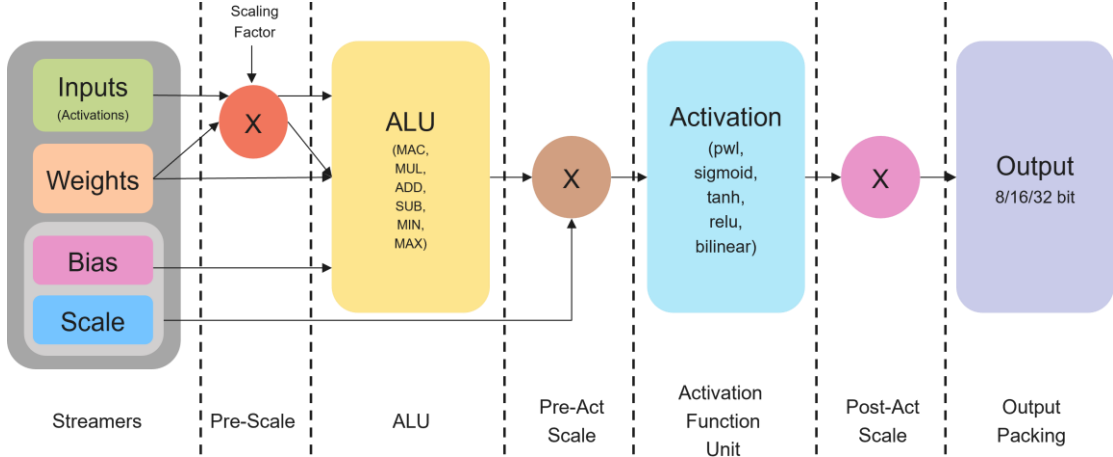 Scaling
Factor
Inputs
(Activations)
Weights
Bias
Scale
X
ALU
(MAC,
MUL,
ADD,
SUB,
MIN,
MAX)
X
Activation
(pwl,
sigmoid,
tanh,
relu,
bilinear)
X
Output
8/16/32 bit
Streamers
Pre-Scale
ALU
Pre-Act
Scale
Activation
Function
Unit
Post-Act
Scale
Output
Packing